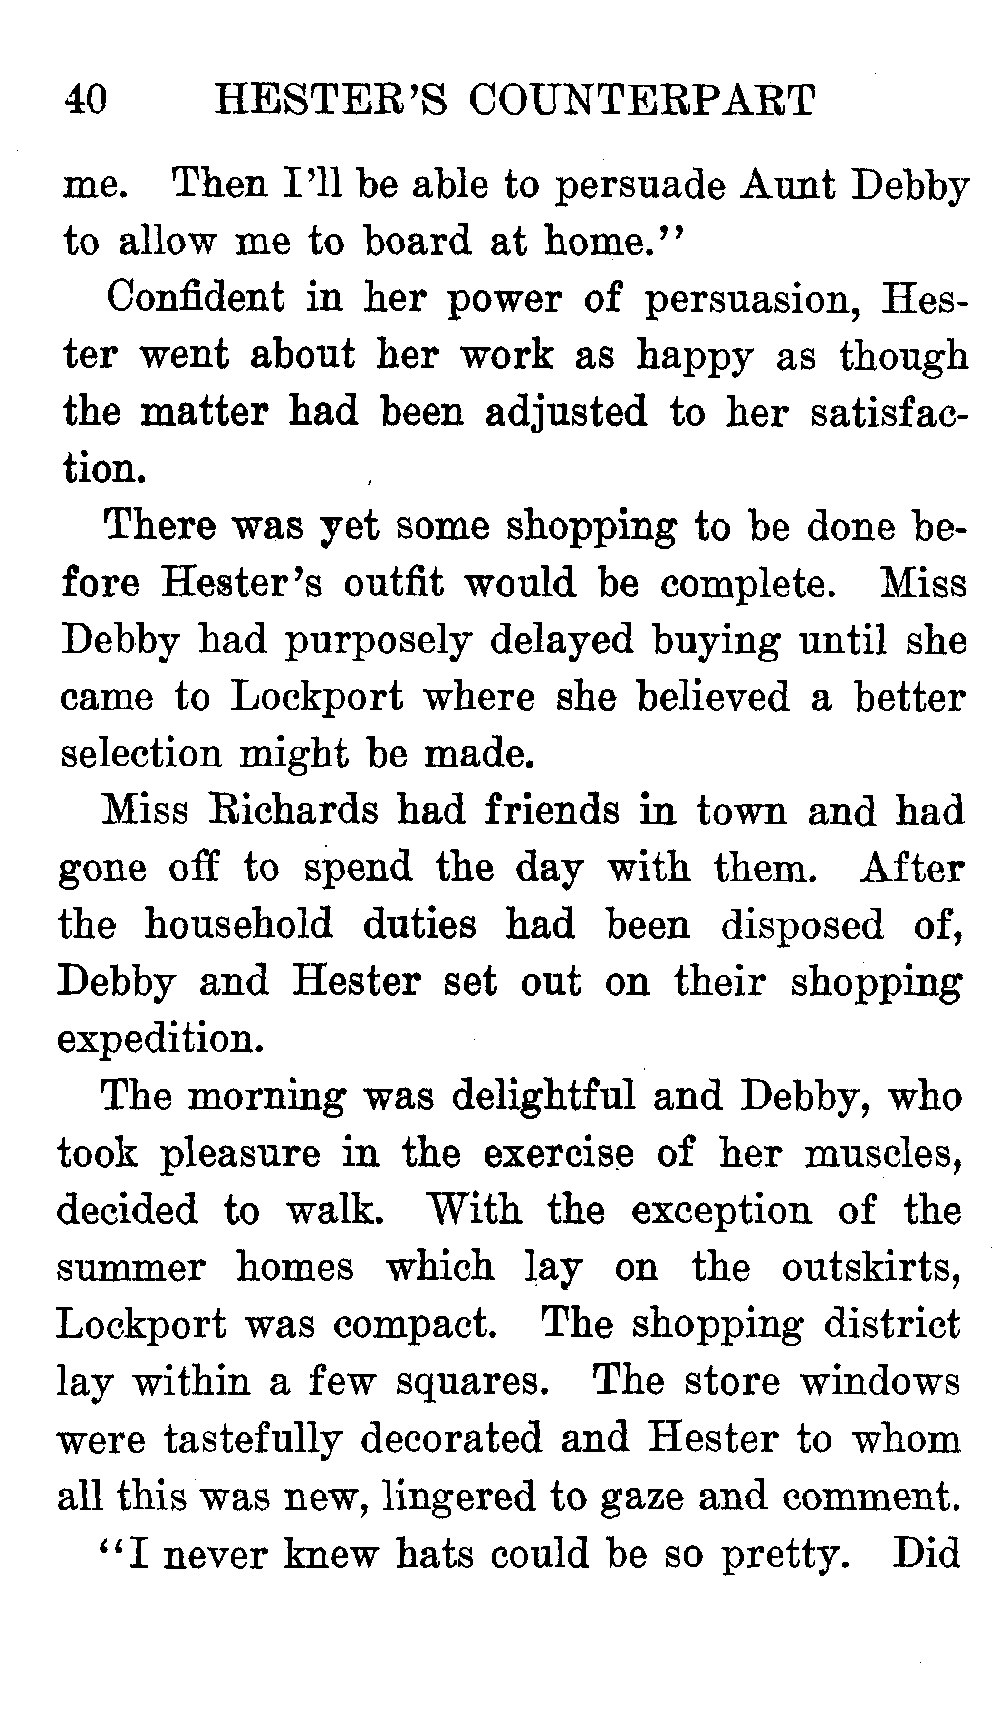 40 HESTER'S COUNTERPART
me. Then I'll be able to persuade Aunt Debby
to allow me to board at home."
Confident in her power of persuasion, Hes-
ter went about her work as happy as though
the matter had been adjusted to her satisfac-
tion.
There was yet some shopping to be done be-
fore Hester's outfit would be complete. Miss
Debby had purposely delayed buying until she
came to Lockport where she believed a better
selection might be made.
Miss Richards had friends in town and had
gone off to spend the day with them. After
the household duties had been disposed of,
Debby and Hester set out on their shopping
expedition.
The morning was delightful and Debby, who
took pleasure in the exercise of her muscles,
decided to walk. With the exception of the
summer homes which lay on the outskirts,
Lockport was compact. The shopping district
lay within a few squares. The store windows
were tastefully decorated and Hester to whom
all this was new, lingered to gaze and comment.
"I never knew hats could be so pretty. Did